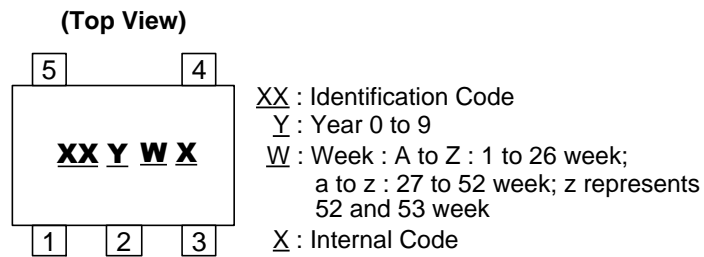 (Top View)
5 4
XX Y W X
1 2 3
XX : Identification Code
Y : Year 0 to 9
W : Week : A to Z : 1 to 26 week;
a to z : 27 to 52 week; z represents
52 and 53 week
X : Internal Code